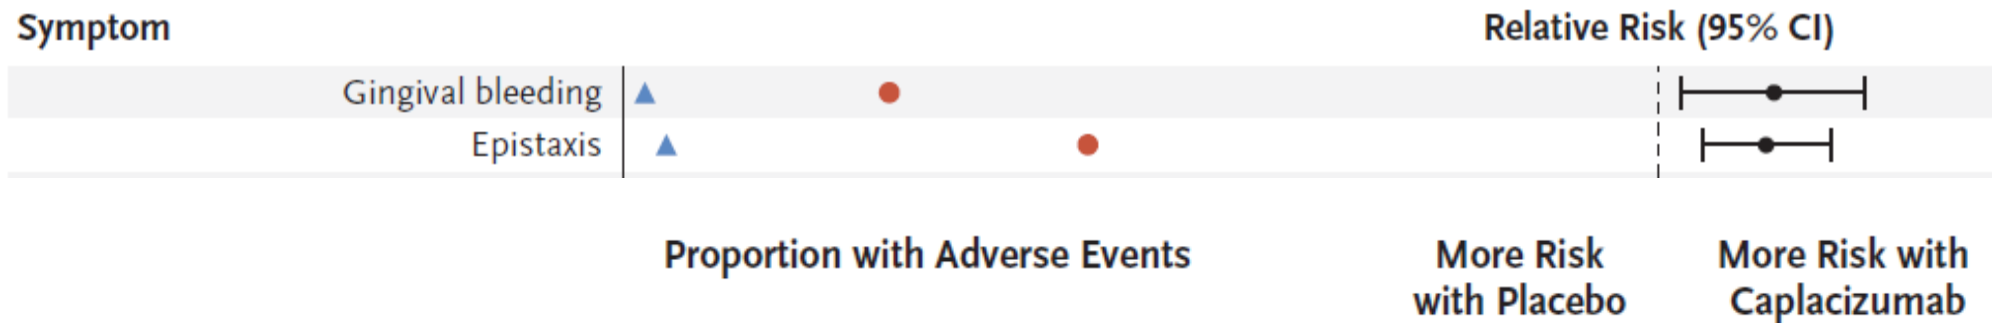 Symptom
Relative Risk (95% CI)
Gingival bleeding
Epistaxis
Proportion with Adverse Events
More Risk
with Placebo
More Risk with
Caplacizumab